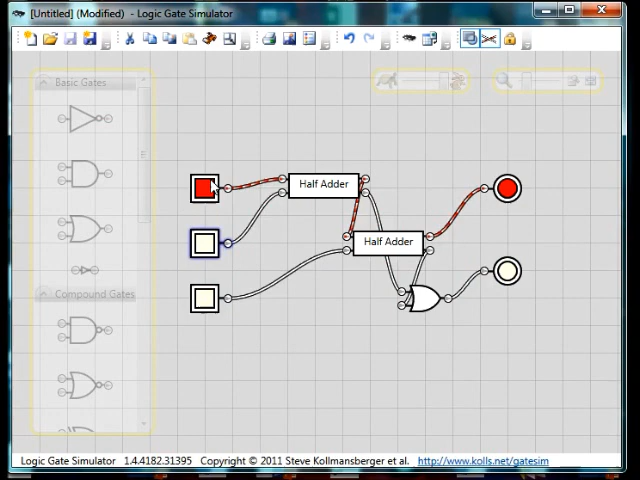 [Untitled] (Modified) - Logic Gate Simulator
Basic Gates
Half Adder
Half Adder
Compound Gates
Logic Gate Simulator 1.4.4182.31395 Copyright © 2011 Steve Kollmansberger et al. http://www.kolls.net/gatesim